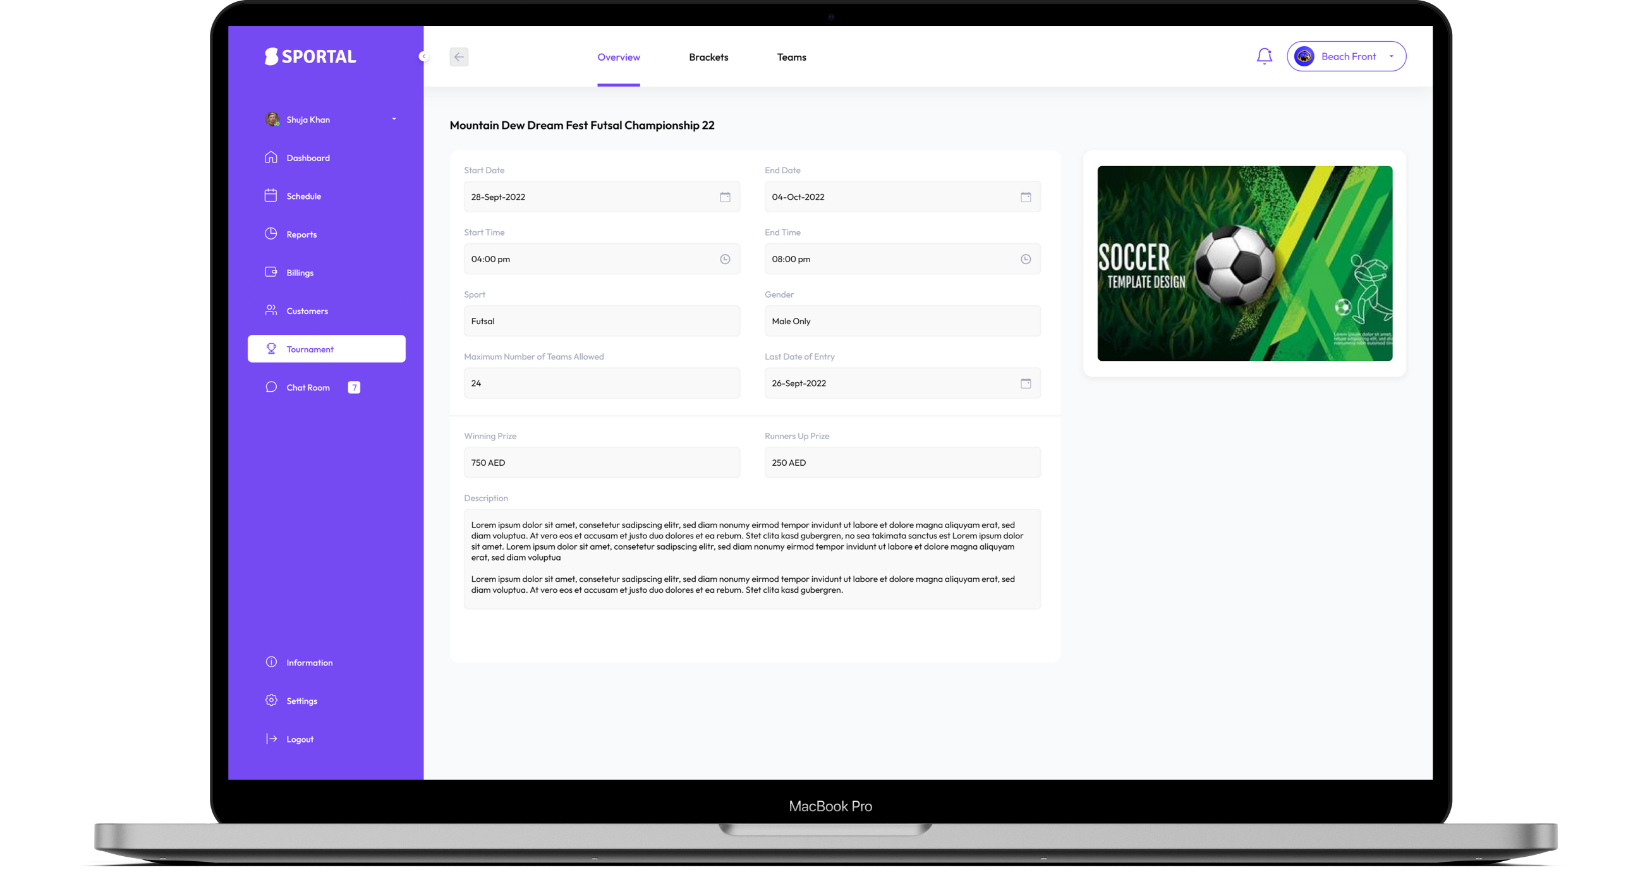 SPORTAL
Overview
Brackets
Teams
Beach Front
Shuja Khan
Dashboard
Schedule
Reports
Billings
Customers
Tournament
Chat Room 7
Information
Settings
Logout
Mountain Dew Dream Fest Futsal Championship 22
Start Date
28-Sept-2022
End Date
04-Oct-2022
Start Time
04:00 pm
End Time
08:00 pm
Sport
Futsal
Gender
Male Only
Maximum Number of Teams Allowed
24
Last Date of Entry
26-Sept-2022
Winning Prize
750 AED
Runners Up Prize
250 AED
Description
Lorem ipsum dolor sit amet, consetetur sadipscing elitr, sed diam nonumy eirmod tempor invidunt ut labore et dolore magna aliquyam erat, sed
diam voluptua. At vero eos et accusam et justo duo dolores et ea rebum. Stet clita kasd gubergren, no sea takimata sanctus est Lorem ipsum dolor
sit amet. Lorem ipsum dolor sit amet, consetetur sadipscing elitr, sed diam nonumy eirmod tempor invidunt ut labore et dolore magna aliquyam
erat, sed diam voluptua
Lorem ipsum dolor sit amet, consetetur sadipscing elitr, sed diam nonumy eirmod tempor invidunt ut labore et dolore magna aliquyam erat, sed
diam voluptua. At vero eos et accusam et justo duo dolores et ea rebum. Stet clita kasd gubergren.
SOCCER
TEMPLATE DESIGN
MacBook Pro